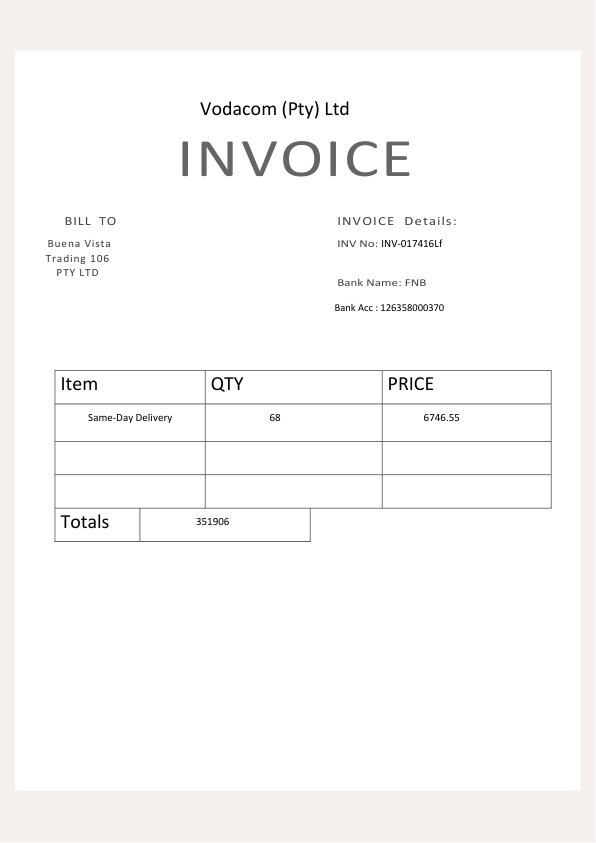 Vodacom (Pty) Ltd
INVOICE
BILL TO
Buena Vista
Trading 106
PTY LTD
INVOICE Details:
INV No: INV-017416Lf
Bank Name: FNB
Bank Acc : 126358000370
Item QTY PRICE
Same-Day Delivery 68 6746.55
Totals 351906